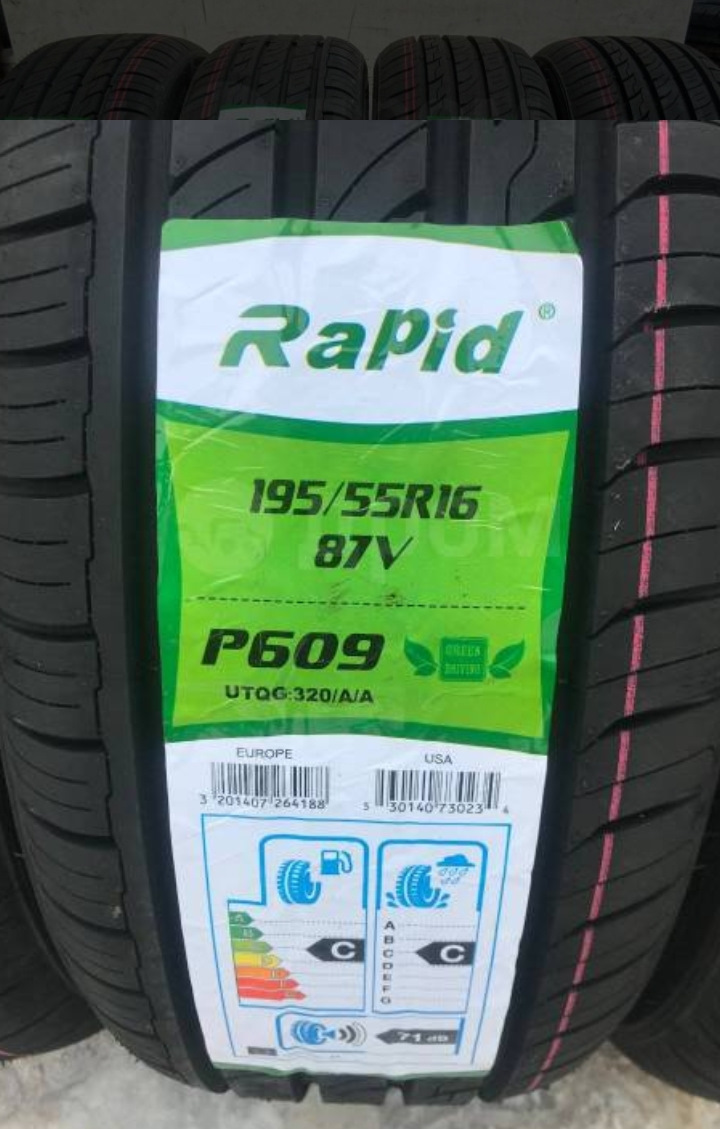 RaPid ®
195/55R16
87V
P609
GREEN
DRIVING
UTQG:320/A/A
EUROPE
USA
3 201407 264188
5 30140 73023 4
C
A
B
C
D
E
F
G
C
71 dB